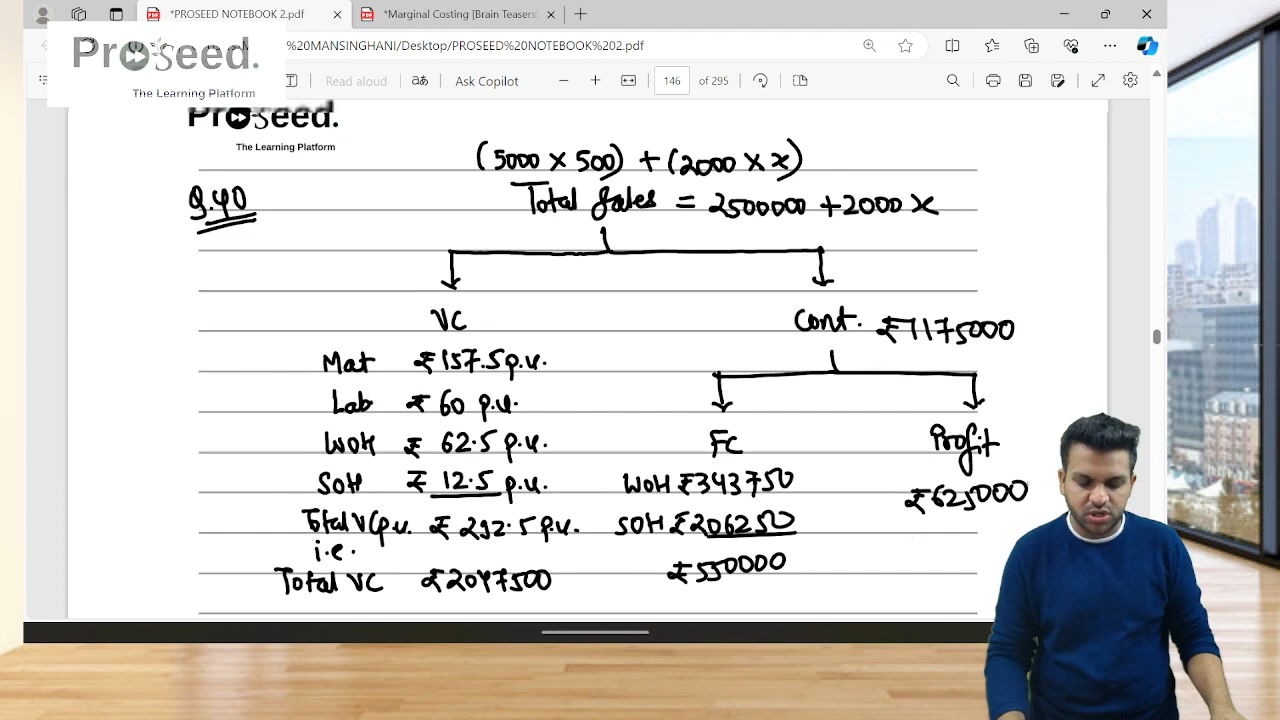 *PROSEED NOTEBOOK 2.pdf
*Marginal Costing [Brain Teasers]
%20MANSINGHANI/Desktop/PROSEED%20NOTEBOOK%202.pdf
Proseed.
The Learning Platform
Read aloud
Ask Copilot
146 of 295
Proseed.
The Learning Platform
(5000 × 500) + (2000 × x)
Q.40
Total Sales = 2500000 + 2000 x
VC
Cont. ₹1175000
Mat ₹157.5 p.u.
Lab ₹ 60 p.u.
WOH ₹ 62.5 p.u.
FC
Profit
SOH ₹ 12.5 p.u.
WOH ₹343750
₹625000
Total VC p.u. ₹ 292.5 p.u.
SOH ₹206250
i.e.
Total VC ₹2047500
₹550000